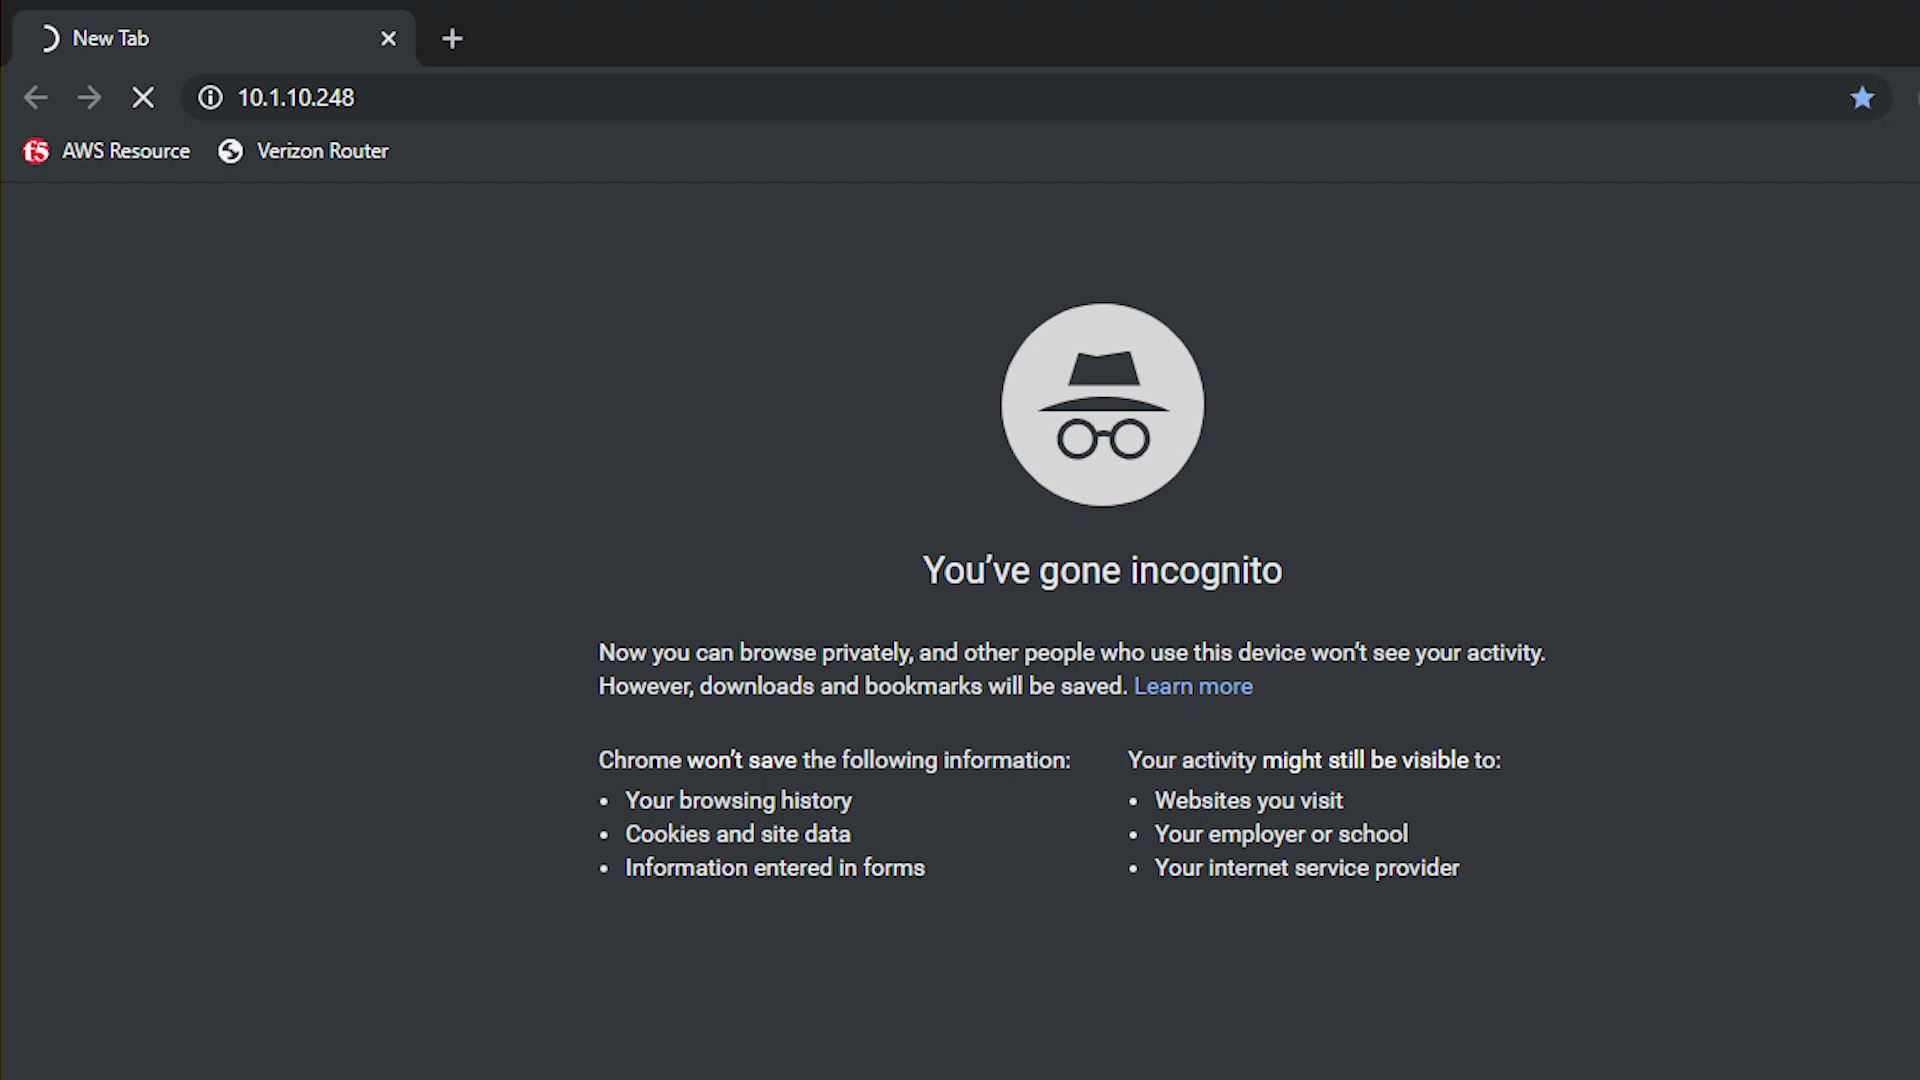 New Tab
10.1.10.248
f5 AWS Resource Verizon Router
You've gone incognito
Now you can browse privately, and other people who use this device won't see your activity.
However, downloads and bookmarks will be saved. Learn more
Chrome won't save the following information:
• Your browsing history
• Cookies and site data
• Information entered in forms
Your activity might still be visible to:
• Websites you visit
• Your employer or school
• Your internet service provider